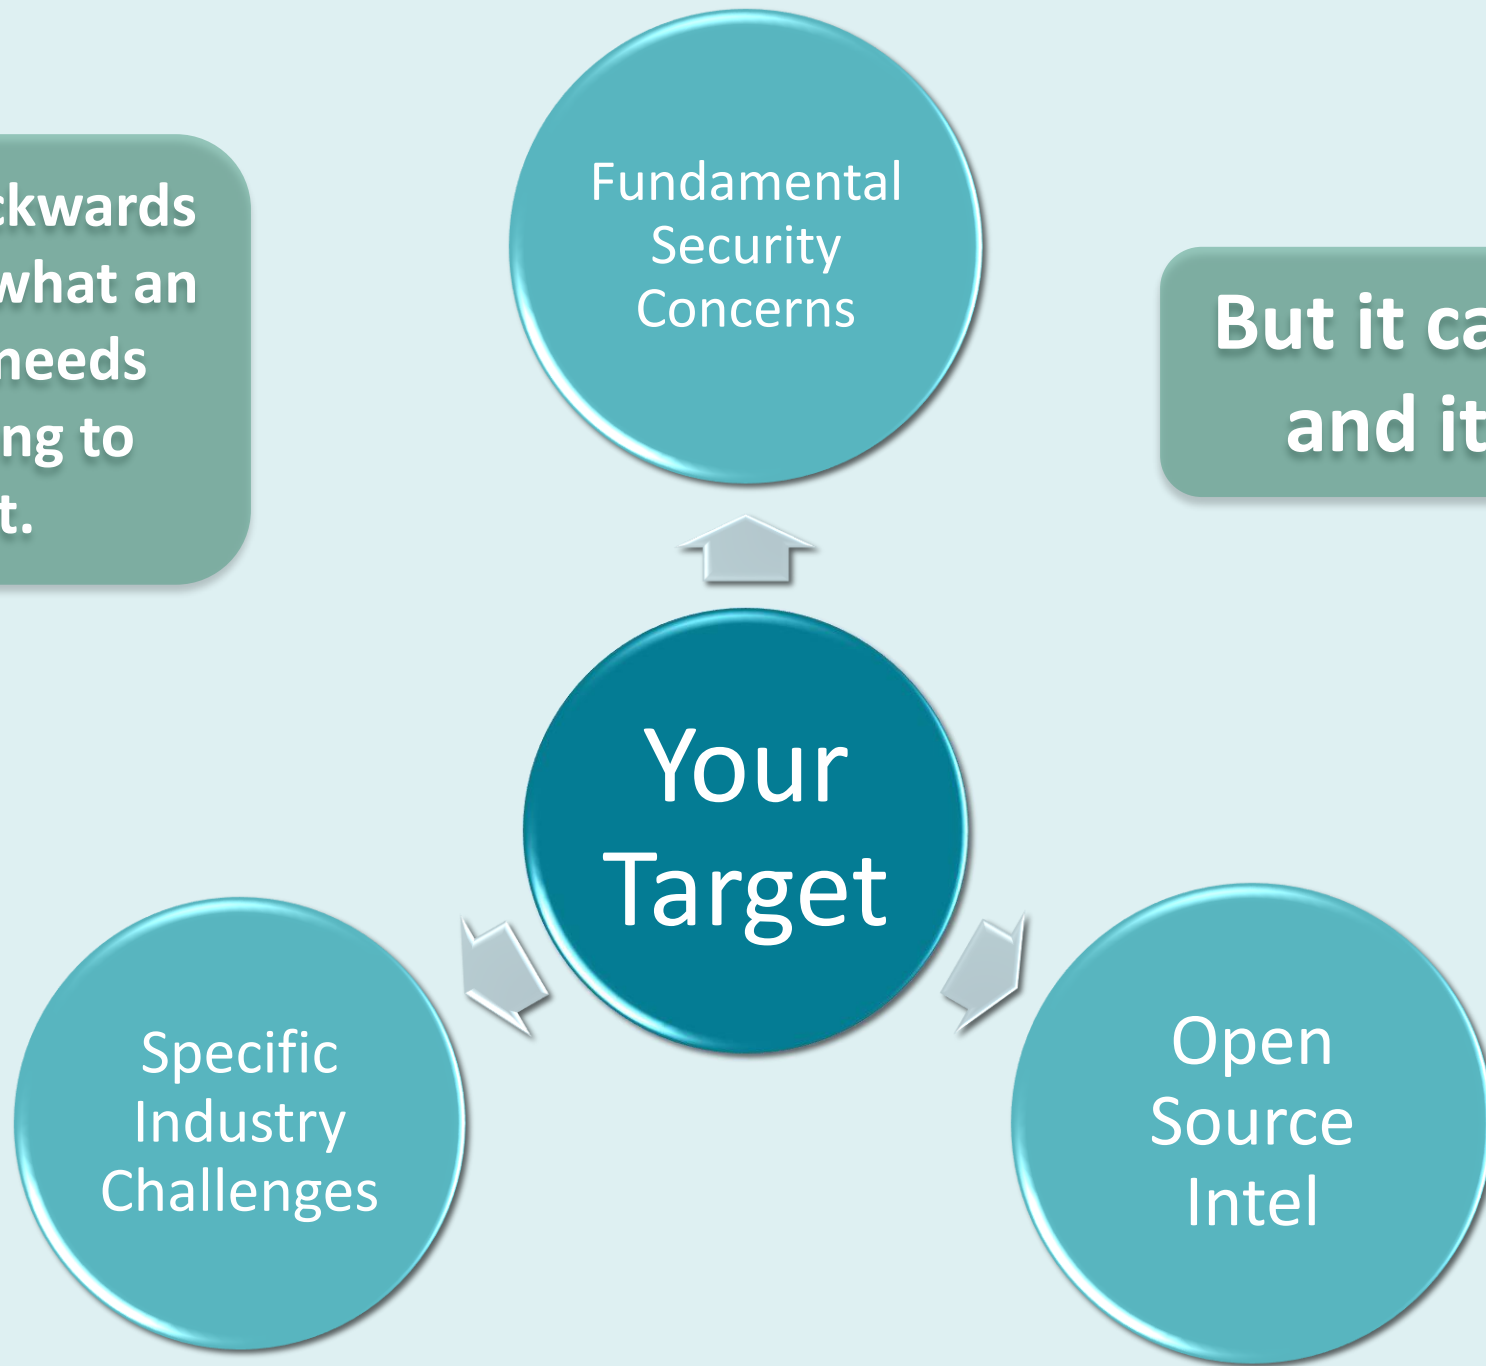 ckwards
what an
needs
ng to
t.
Fundamental
Security
Concerns
But it ca
and it
Your
Target
Specific
Industry
Challenges
Open
Source
Intel